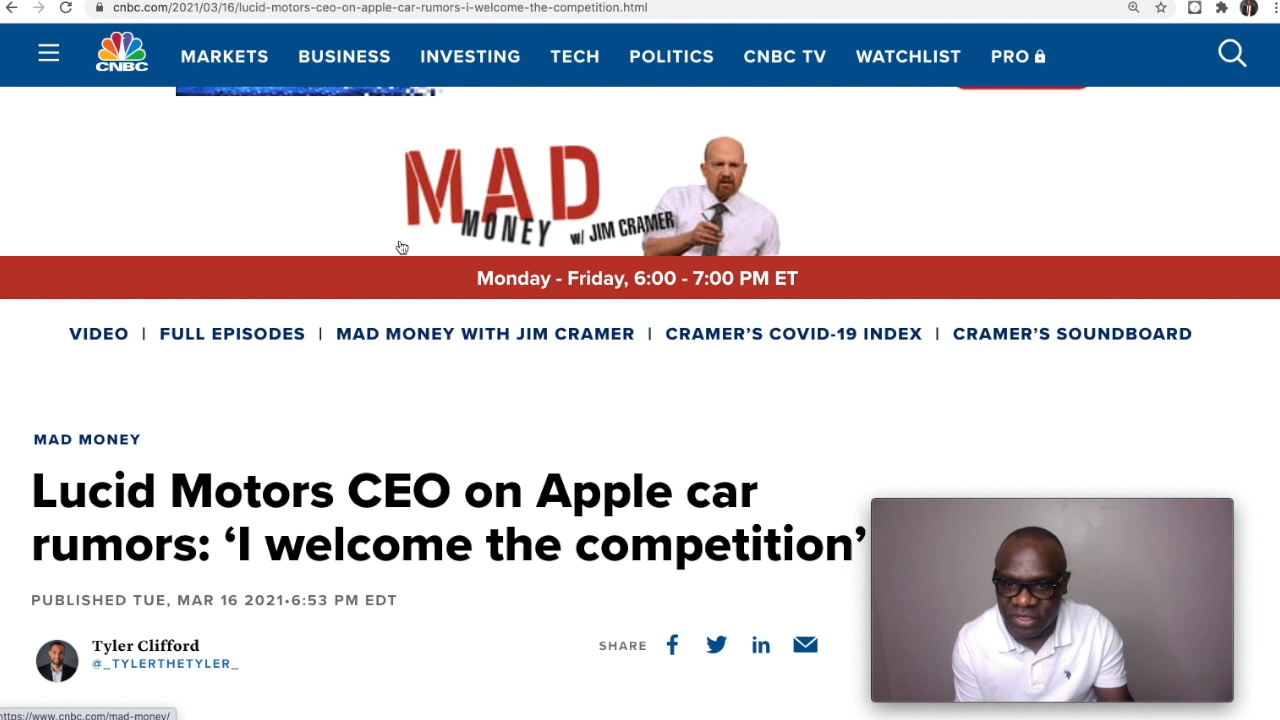 cnbc.com/2021/03/16/lucid-motors-ceo-on-apple-car-rumors-i-welcome-the-competition.html
CNBC
MARKETS BUSINESS INVESTING TECH POLITICS CNBC TV WATCHLIST PRO
MAD
MONEY w/ JIM CRAMER
Monday - Friday, 6:00 - 7:00 PM ET
VIDEO | FULL EPISODES | MAD MONEY WITH JIM CRAMER | CRAMER’S COVID-19 INDEX | CRAMER’S SOUNDBOARD
MAD MONEY
Lucid Motors CEO on Apple car
rumors: ‘I welcome the competition’
PUBLISHED TUE, MAR 16 2021•6:53 PM EDT
Tyler Clifford
@_TYLERTHETYLER_
SHARE
https://www.cnbc.com/mad-money/